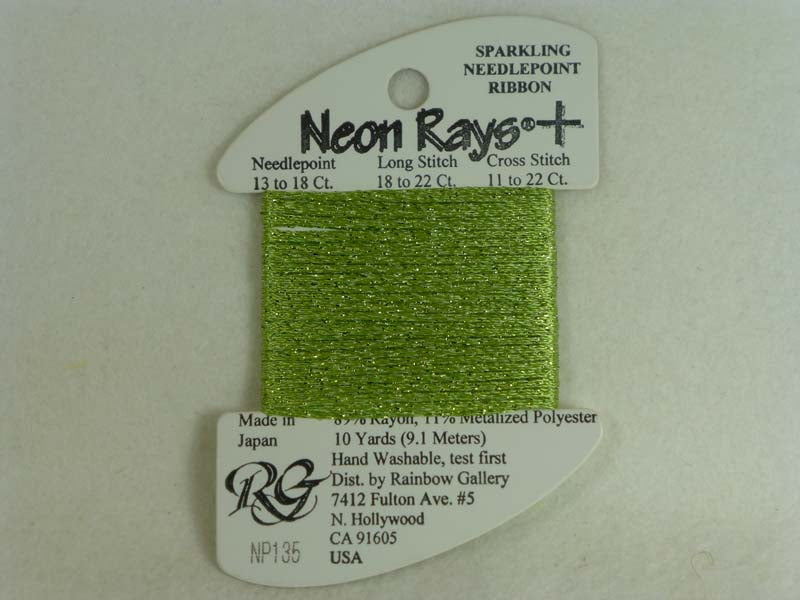 SPARKLING
NEEDLEPOINT
RIBBON
Neon Rays®+
Needlepoint Long Stitch Cross Stitch
13 to 18 Ct. 18 to 22 Ct. 11 to 22 Ct.
Made in 89% Rayon, 11% Metalized Polyester
Japan 10 Yards (9.1 Meters)
Hand Washable, test first
RG Dist. by Rainbow Gallery
7412 Fulton Ave. #5
N. Hollywood
CA 91605
NP135 USA